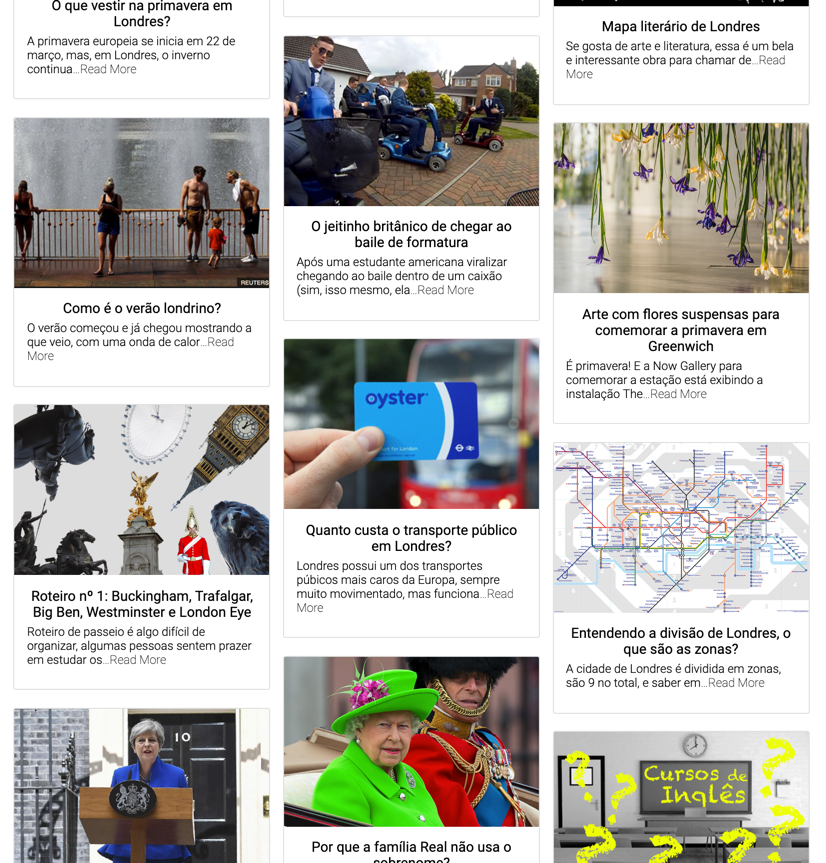 O que vestir na primavera em
Londres?
A primavera europeia se inicia em 22 de
março, mas, em Londres, o inverno
continua...Read More
REUTERS
Como é o verão londrino?
O verão começou e já chegou mostrando a
que veio, com uma onda de calor...Read
More
Roteiro nº 1: Buckingham, Trafalgar,
Big Ben, Westminster e London Eye
Roteiro de passeio é algo difícil de
organizar, algumas pessoas sentem prazer
em estudar os...Read More
10
O jeitinho britânico de chegar ao
baile de formatura
Após uma estudante americana viralizar
chegando ao baile dentro de um caixão
(sim, isso mesmo, ela...Read More
oyster
Quanto custa o transporte público
em Londres?
Londres possui um dos transportes
púbicos mais caros da Europa, sempre
muito movimentado, mas funciona...Read
More
Por que a família Real não usa o
sobrenome?
Mapa literário de Londres
Se gosta de arte e literatura, essa é um bela
e interessante obra para chamar de...Read
More
Arte com flores suspensas para
comemorar a primavera em
Greenwich
É primavera! E a Now Gallery para
comemorar a estação está exibindo a
instalação The...Read More
Entendendo a divisão de Londres, o
que são as zonas?
A cidade de Londres é dividida em zonas,
são 9 no total, e saber em...Read More
Cursos de
Inglês